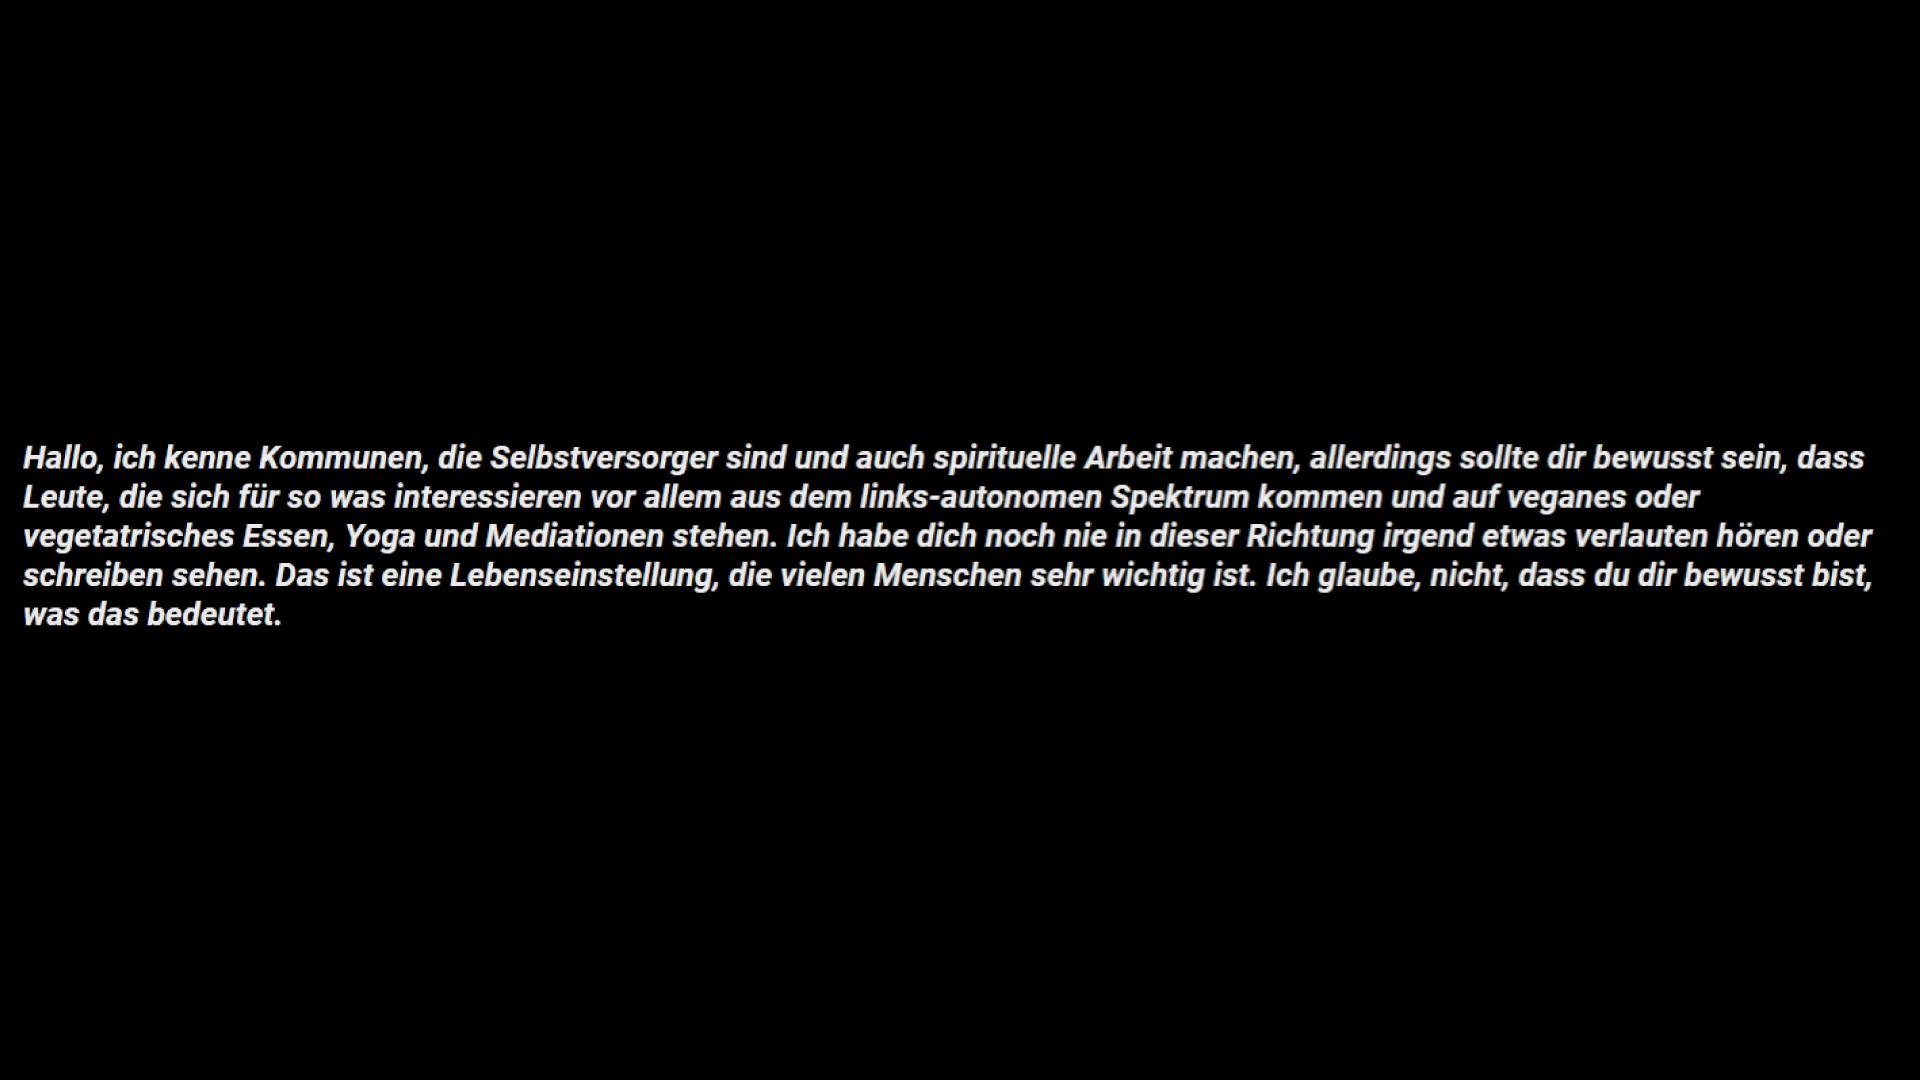 Hallo, ich kenne Kommunen, die Selbstversorger sind und auch spirituelle Arbeit machen, allerdings sollte dir bewusst sein, dass
Leute, die sich für so was interessieren vor allem aus dem links-autonomen Spektrum kommen und auf veganes oder
vegetatrisches Essen, Yoga und Mediationen stehen. Ich habe dich noch nie in dieser Richtung irgend etwas verlauten hören oder
schreiben sehen. Das ist eine Lebenseinstellung, die vielen Menschen sehr wichtig ist. Ich glaube, nicht, dass du dir bewusst bist,
was das bedeutet.